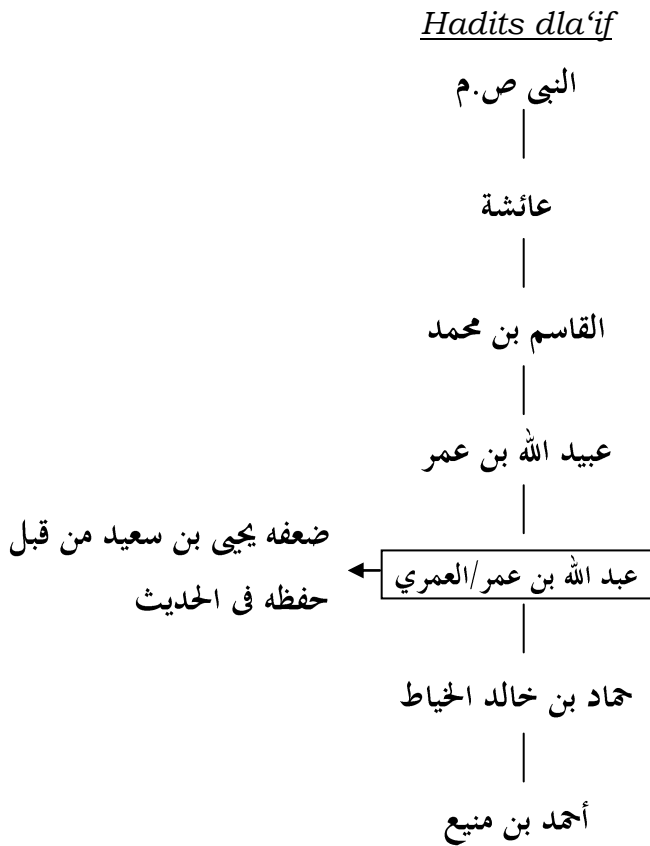 Hadits dla‘if
النبى ص.م
عائشة
القاسم بن محمد
عبيد الله بن عمر
عبد الله بن عمر/العمري
ضعفه يحيى بن سعيد من قبل
حفظه فى الحديث
حماد بن خالد الخياط
أحمد بن منيع